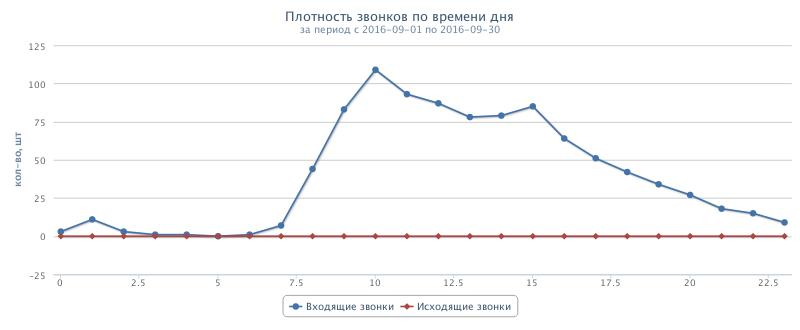 Плотность звонков по времени дня
за период с 2016-09-01 по 2016-09-30
125
100
75
50
25
0
-25
кол-во, шт
0 2.5 5 7.5 10 12.5 15 17.5 20 22.5
Входящие звонки Исходящие звонки